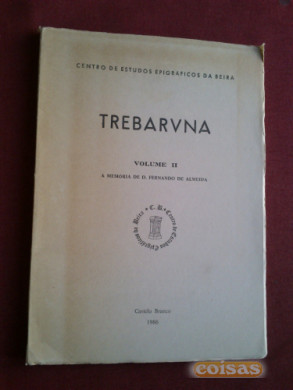 CENTRO DE ESTUDOS EPIGRÁFICOS DA BEIRA
TREBARVNA
VOLUME II
À MEMÓRIA DE D. FERNANDO DE ALMEIDA
Castelo Branco
coisas